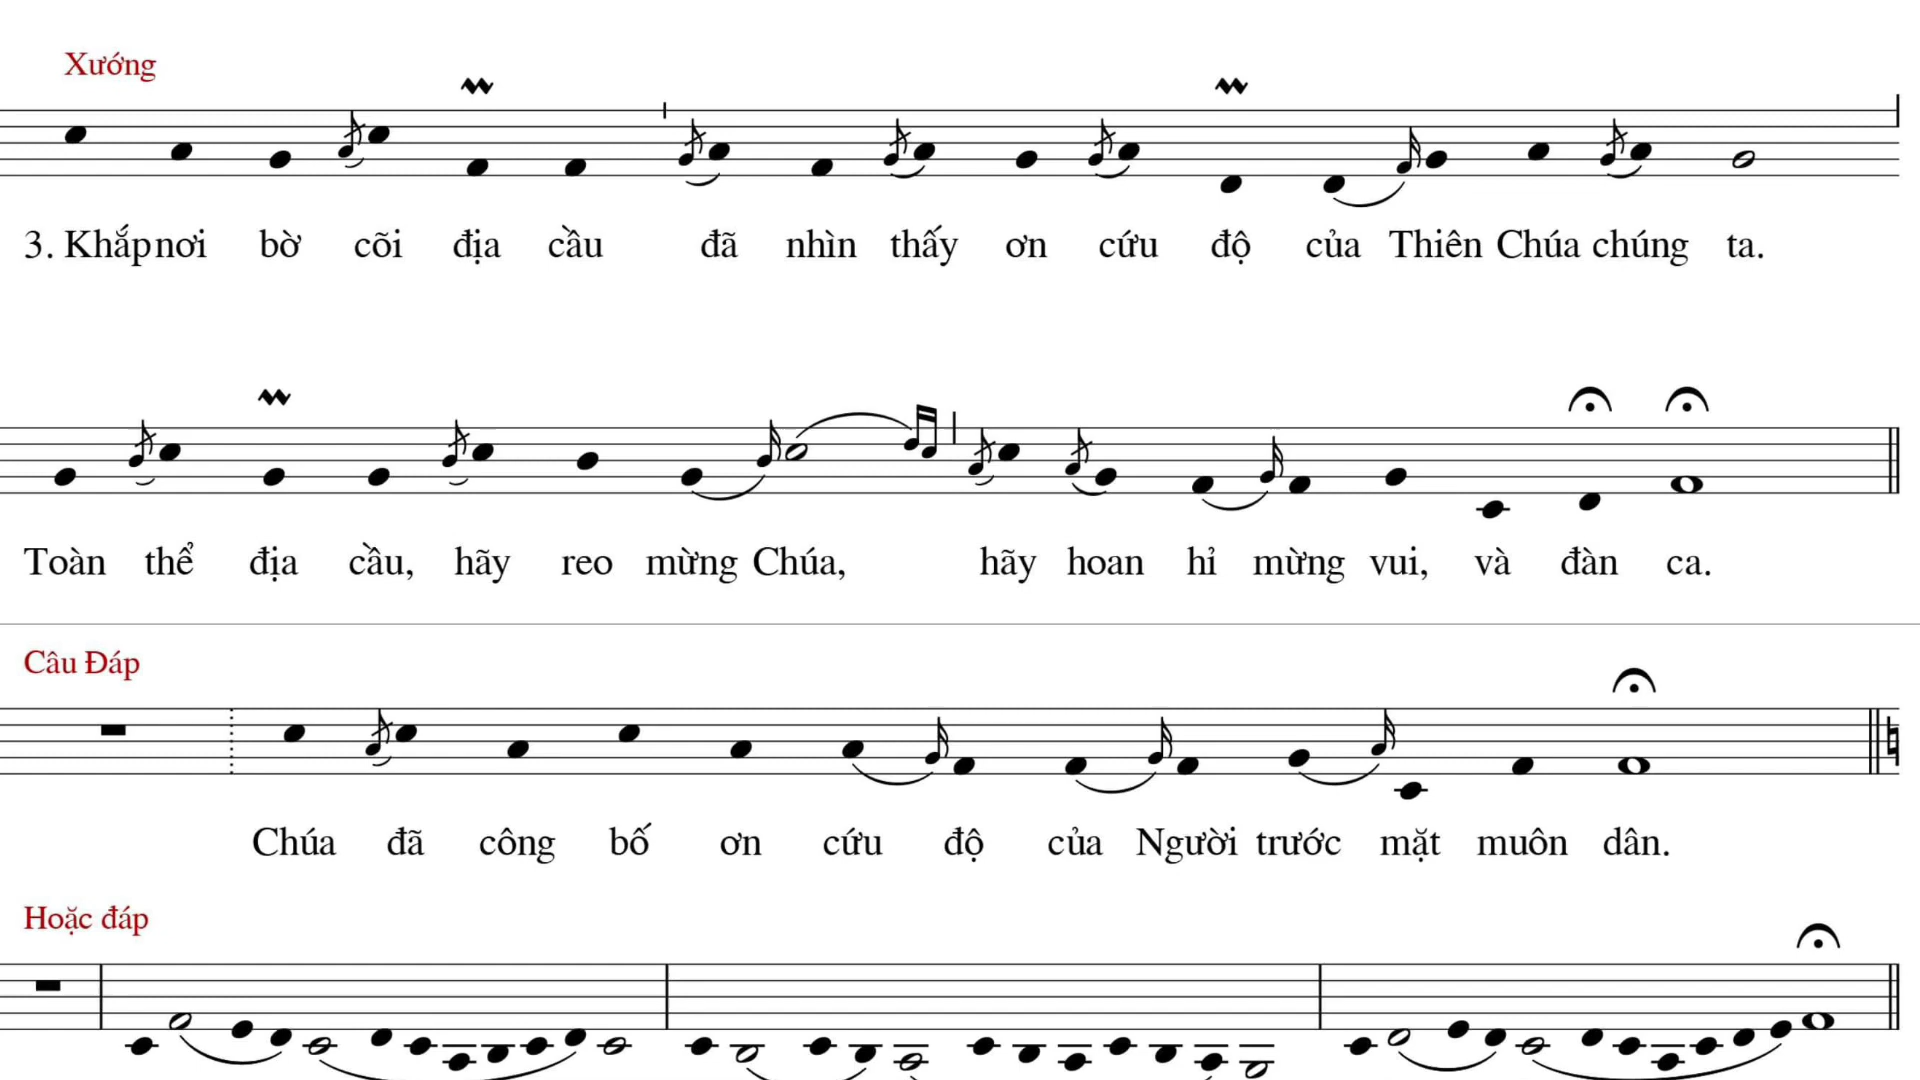 Xướng
3. Khắp nơi bờ cõi địa cầu đã nhìn thấy ơn cứu độ của Thiên Chúa chúng ta.
Toàn thể địa cầu, hãy reo mừng Chúa, hãy hoan hỉ mừng vui, và đàn ca.
Câu Đáp
Chúa đã công bố ơn cứu độ của Người trước mặt muôn dân.
Hoặc đáp